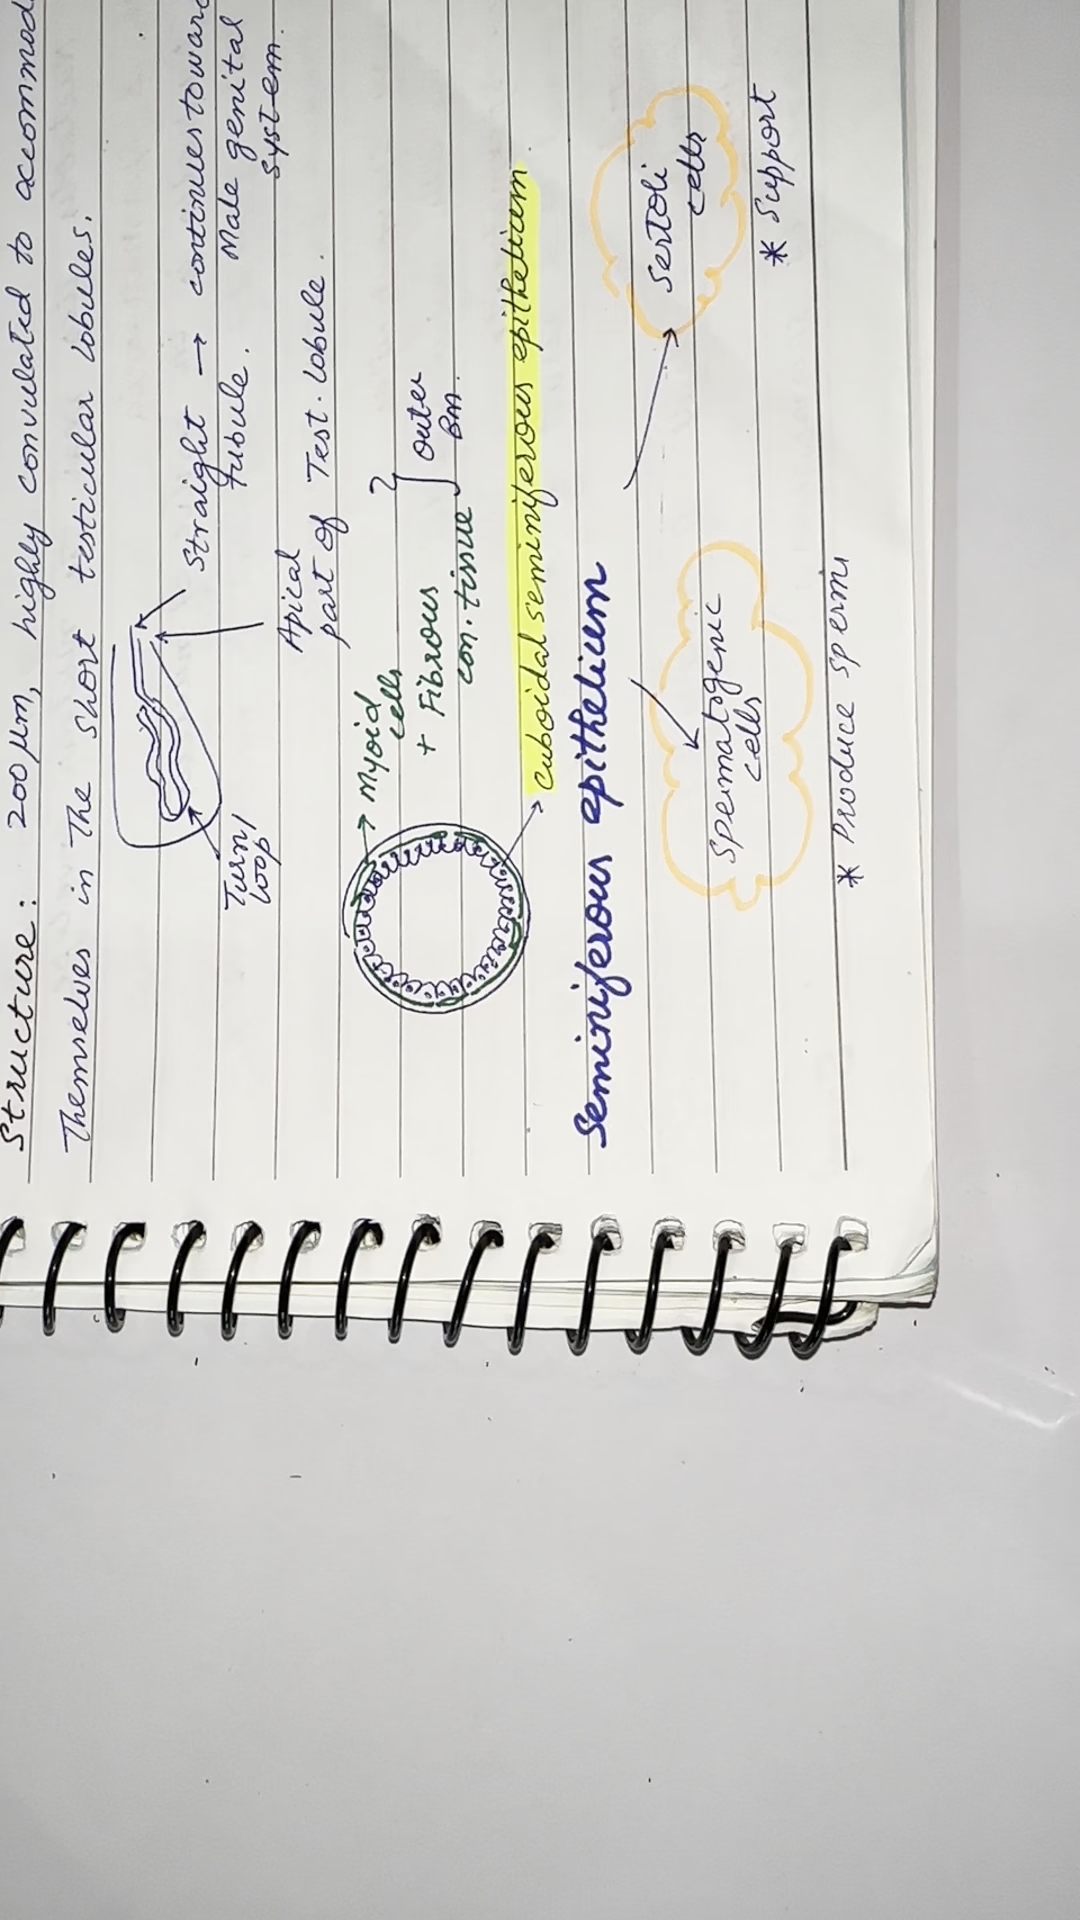 Structure: 200 µm, highly convulated to accommod
Themselves in The short testicular lobules.
Straight → continues toward
tubule. Male genital
system.
Turn/
loop
Apical
part of Test. lobule.
→ Myoid
cells
+ Fibrous
con. tissue
outer
Bm.
cuboidal seminiferous epithelium.
Seminiferous epithelium
Spermatogenic
cells
Sertoli
cells
* Support
* Produce sperm